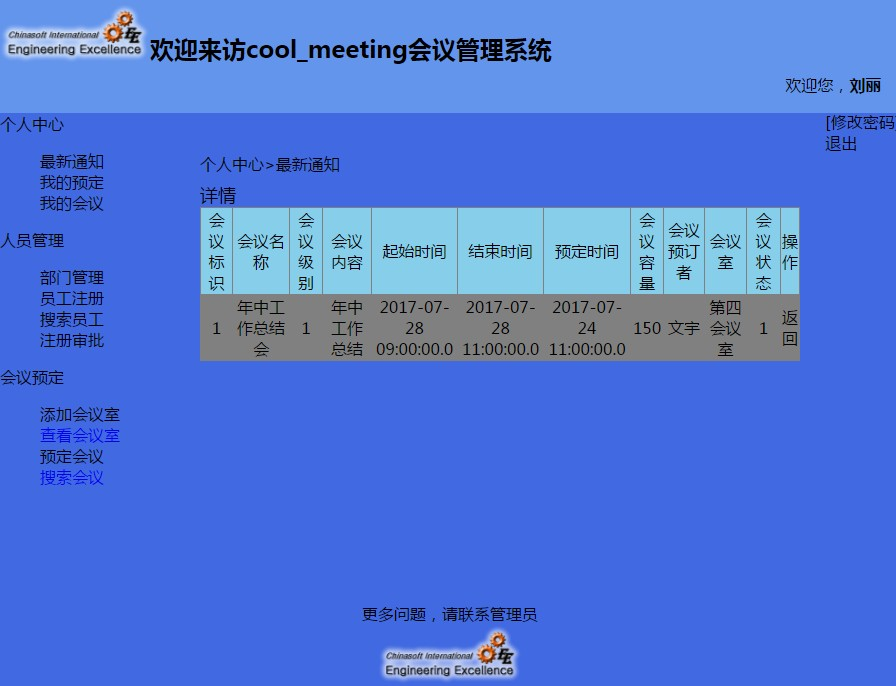 Chinasoft International
Engineering Excellence
欢迎来访cool_meeting会议管理系统
欢迎您，刘丽
个人中心
[修改密码
退出
最新通知
我的预定
我的会议
人员管理
部门管理
员工注册
搜索员工
注册审批
会议预定
添加会议室
查看会议室
预定会议
搜索会议
个人中心>最新通知
详情
会议标识 会议名称 会议级别 会议内容 起始时间 结束时间 预定时间 会议容量 会议预订者 会议室 会议状态 操作
1 年中工作总结会 1 年中工作总结 2017-07-28 09:00:00.0 2017-07-28 11:00:00.0 2017-07-24 11:00:00.0 150 文宇 第四会议室 1 返回
更多问题，请联系管理员
Chinasoft International
Engineering Excellence